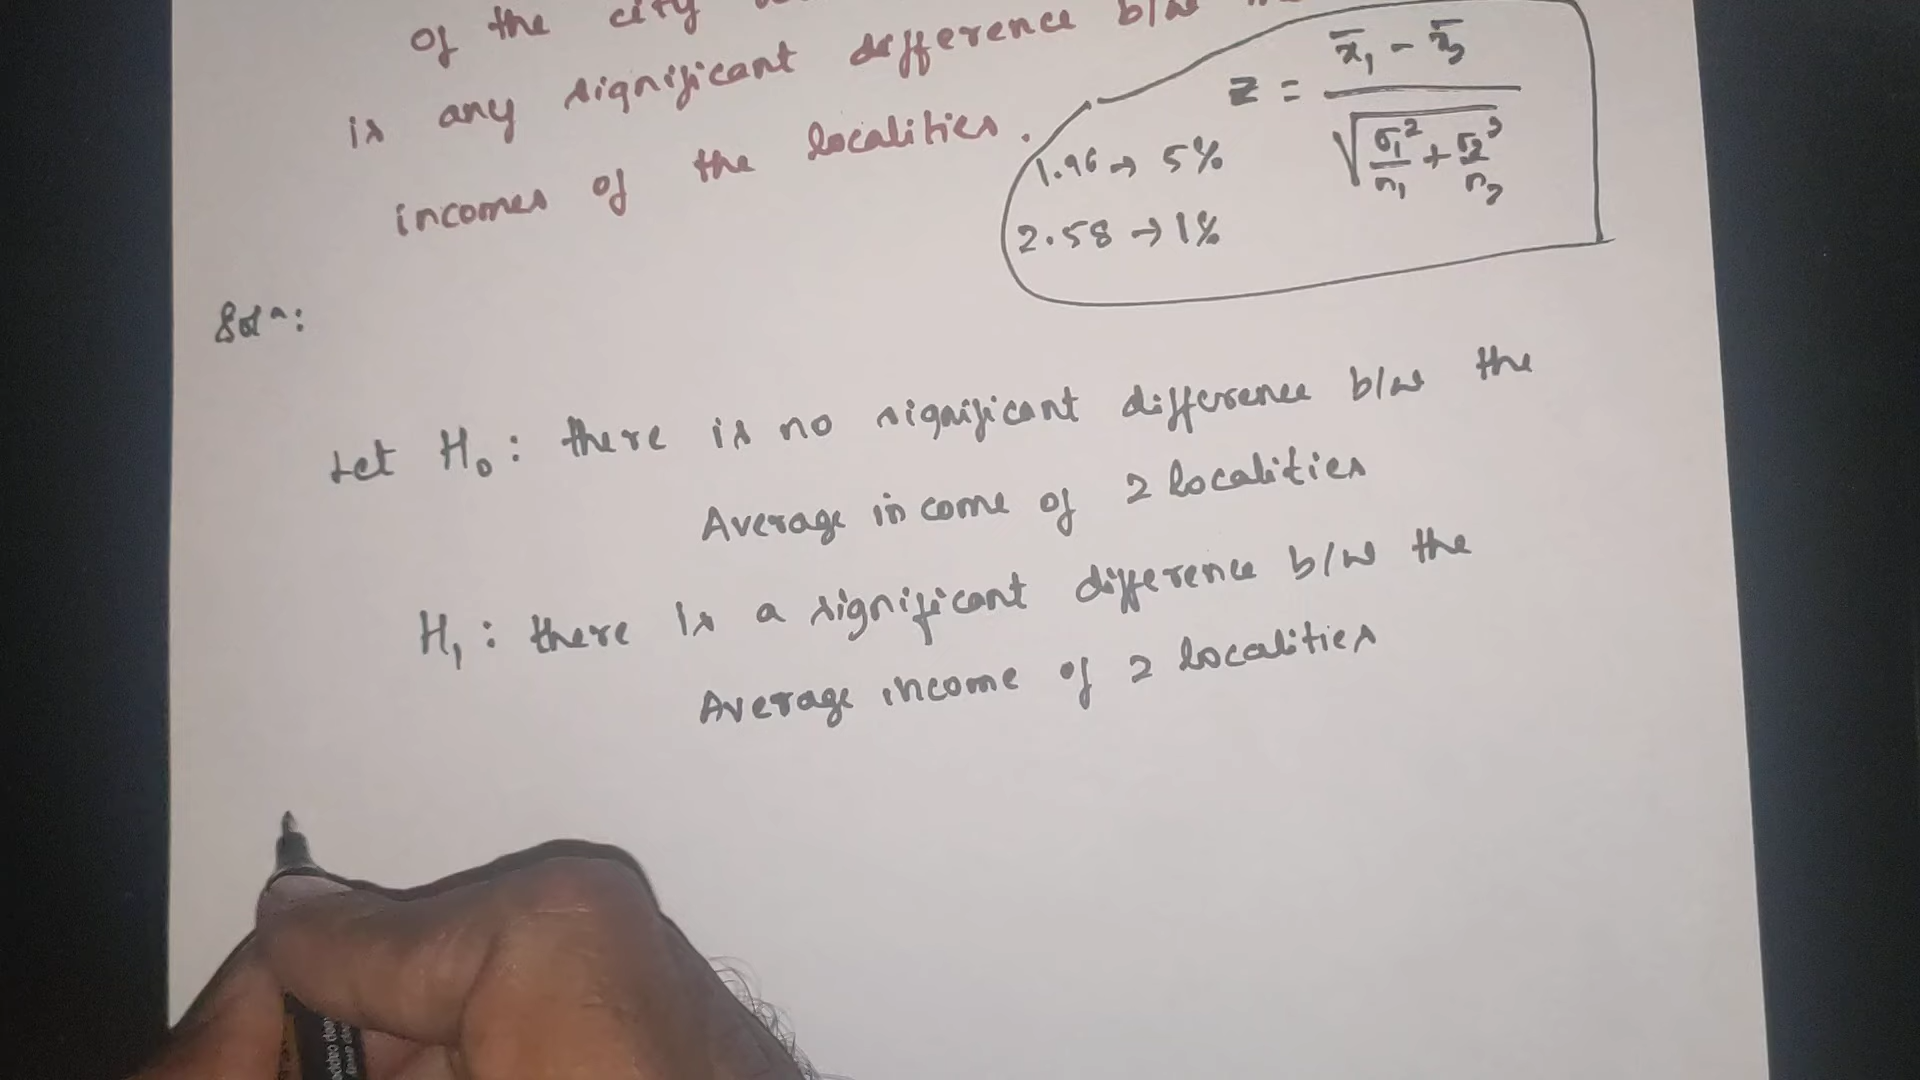 of the city
is any significant difference b/w
incomes of the localities.
z = x̄₁ - x̄₂
√ σ₁²/n₁ + σ₂²/n₂
1.96 → 5%
2.58 → 1%
Solⁿ:
Let H₀ : there is no significant difference b/w the
Average income of 2 localities
H₁ : there is a significant difference b/w the
Average income of 2 localities